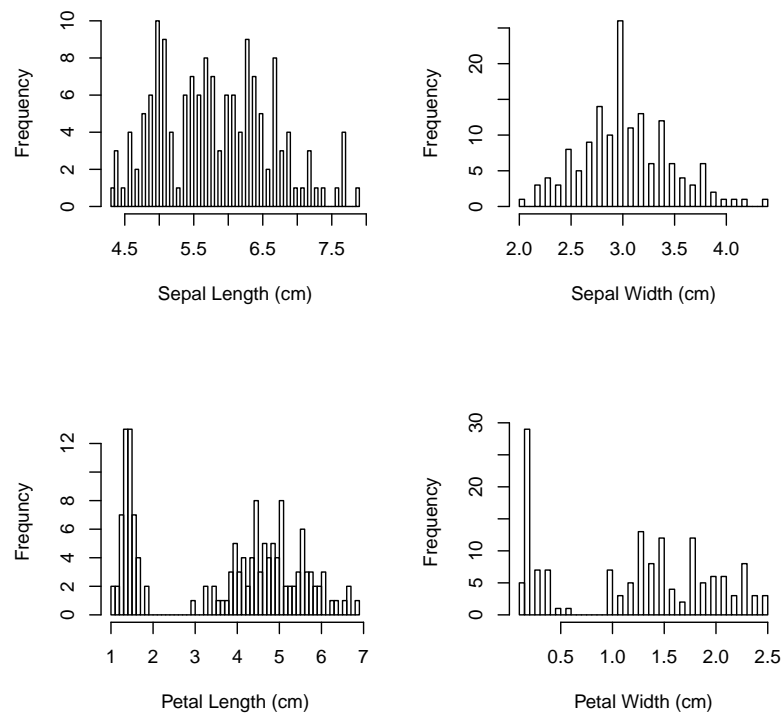 Frequency
0 2 4 6 8 10
4.5 5.5 6.5 7.5
Sepal Length (cm)
Frequency
0 5 10 20
2.0 2.5 3.0 3.5 4.0
Sepal Width (cm)
Frequncy
0 2 4 6 8 12
1 2 3 4 5 6 7
Petal Length (cm)
Frequency
0 5 10 20 30
0.5 1.0 1.5 2.0 2.5
Petal Width (cm)